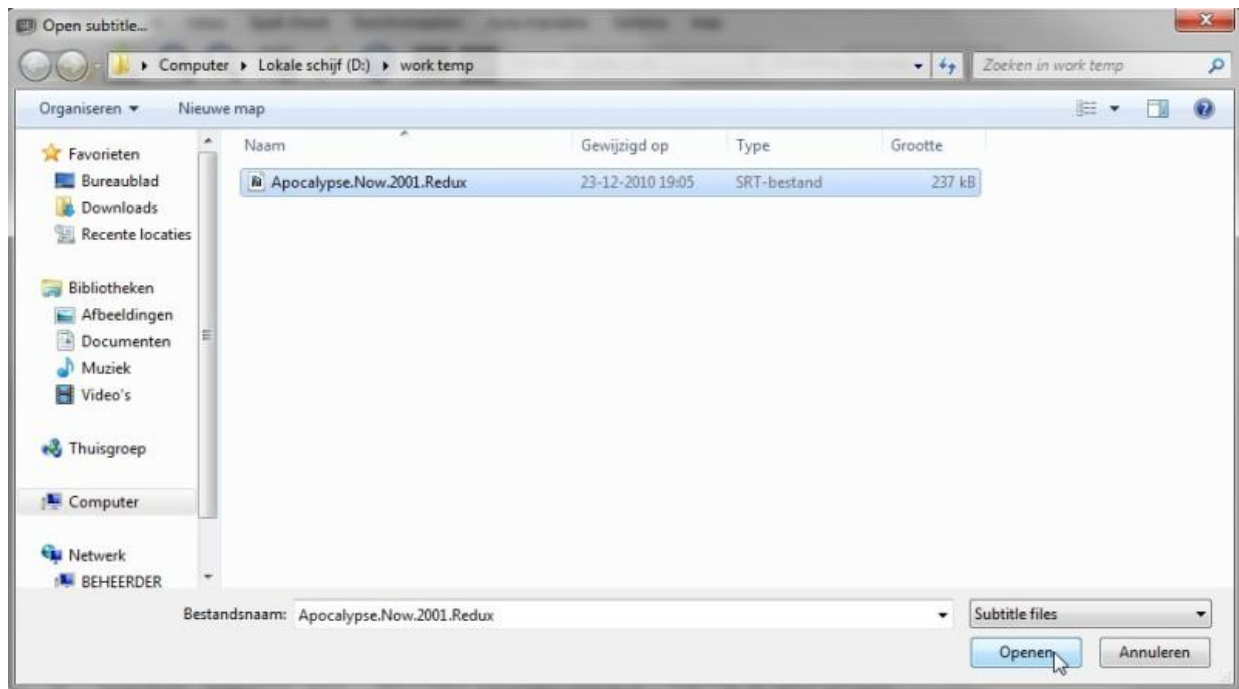 Open subtitle...
Computer Lokale schijf (D:) work temp Zoeken in work temp
Organiseren Nieuwe map
Naam Gewijzigd op Type Grootte
Apocalypse.Now.2001.Redux 23-12-2010 19:05 SRT-bestand 237 kB
Favorieten
Bureaublad
Downloads
Recente locaties
Bibliotheken
Afbeeldingen
Documenten
Muziek
Video's
Thuisgroep
Computer
Netwerk
BEHEERDER
Bestandsnaam: Apocalypse.Now.2001.Redux Subtitle files
Openen Annuleren